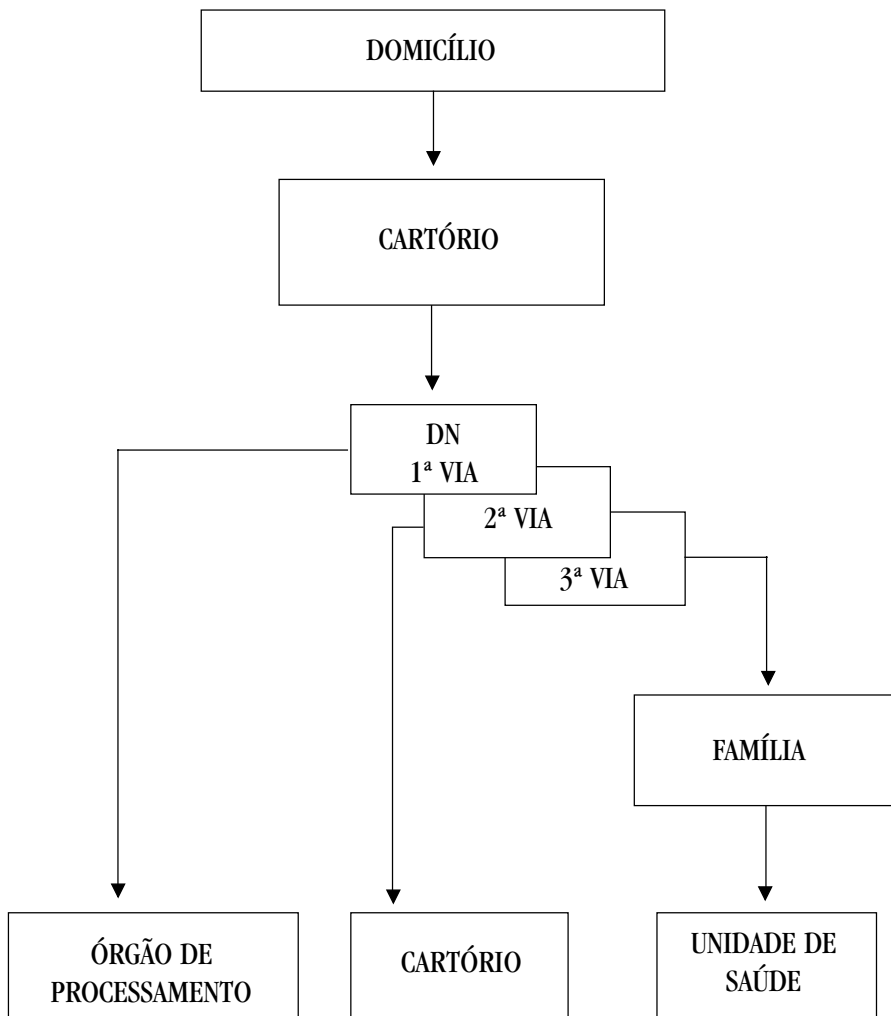 DOMICÍLIO
CARTÓRIO
DN
1ª VIA
2ª VIA
3ª VIA
FAMÍLIA
ÓRGÃO DE
PROCESSAMENTO
CARTÓRIO
UNIDADE DE
SAÚDE